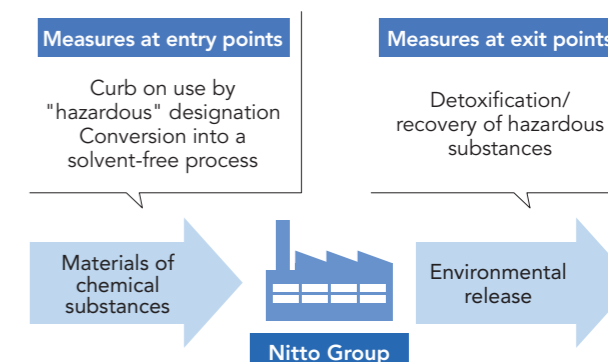 Measures at entry points
Curb on use by
"hazardous" designation
Conversion into a
solvent-free process
Measures at exit points
Detoxification/
recovery of hazardous
substances
Materials of
chemical
substances
Nitto Group
Environmental
release